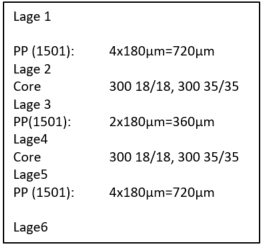 Lage 1
PP (1501): 4x180µm=720µm
Lage 2
Core 300 18/18, 300 35/35
Lage 3
PP(1501): 2x180µm=360µm
Lage4
Core 300 18/18, 300 35/35
Lage5
PP (1501): 4x180µm=720µm
Lage6